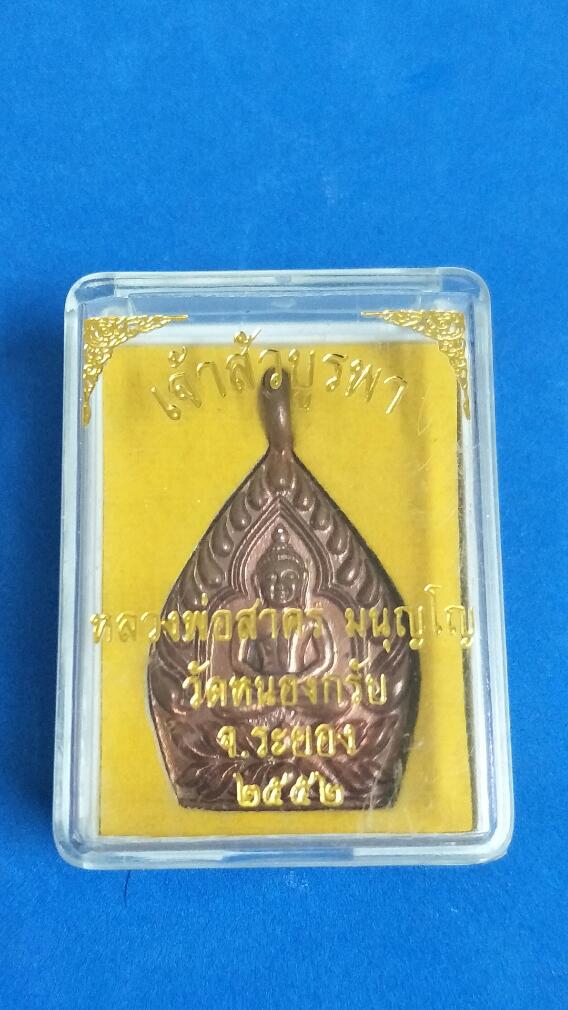 เจ้าสัวบูรพา
หลวงพ่อสาคร มนุญโญ
วัดหนองกรับ
จ.ระยอง
๒๕๕๒